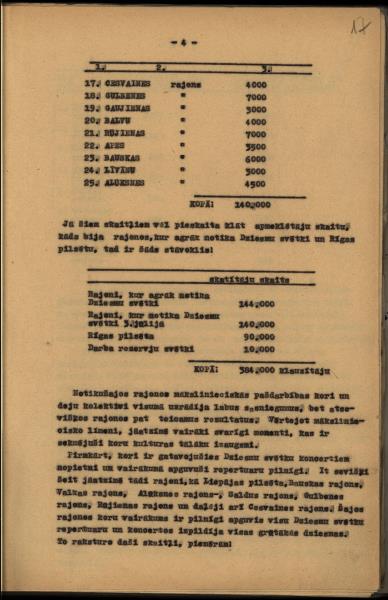 17
- 4 -
1. 2. 3.
17. CESVAINES rajons 4000
18. GULBENES " 7000
19. GAUJIENAS " 3000
20. BALVU " 4000
21. RŪJIENAS " 7000
22. APES " 3500
23. BAUSKAS " 6000
24. LĪVĀNU " 3000
25. ALŪKSNES " 4500
KOPĀ: 140.000
Ja šiem skaitļiem vēl pieskaita klāt apmeklētāju skaitu,
kāds bija rajonos, kur agrāk notika Dziesmu svētki un Rīgas
pilsētu, tad ir šāds stāvoklis:
skatītāju skaits
Rajoni, kur agrāk notika
Dziesmu svētki 144.000
Rajoni, kur notika Dziesmu
svētki 3.jūlijā 140.000
Rīgas pilsēta 90.000
Darba rezervju svētki 10.000
KOPĀ: 384.000 klausītāju
Notikušajos rajonos mākslinieciskās pašdarbības kori un
deju kolektīvi visumā uzrādīja labus sasniegumus, bet atse-
višķos rajonos pat teicamus rezultātus. Vērtējot mākslinie-
cisko līmeni, jāatzīmē vairāki svarīgi momenti, kas ir
sekmējuši koru kultūras tālāku izaugsmi.
Pirmkārt, kori ir gatavojušies Dziesmu svētku koncertiem
nopietni un vairākumā apguvuši repertuāru pilnīgi. It sevišķi
šeit jāatzīmē tādi rajoni, kā Liepājas pilsēta, Bauskas rajons,
Valkas rajons, Alūksnes rajons-, Saldus rajons, Gulbenes
rajons, Rūjienas rajons un daļēji arī Cesvaines rajons. Šajos
rajonos koru vairākums ir pilnīgi apguvis visu Dziesmu svētku
repertuāru un koncertos izpildīja visas grūtākās dziesmas.
To raksturo daži skaitļi, piemēram: